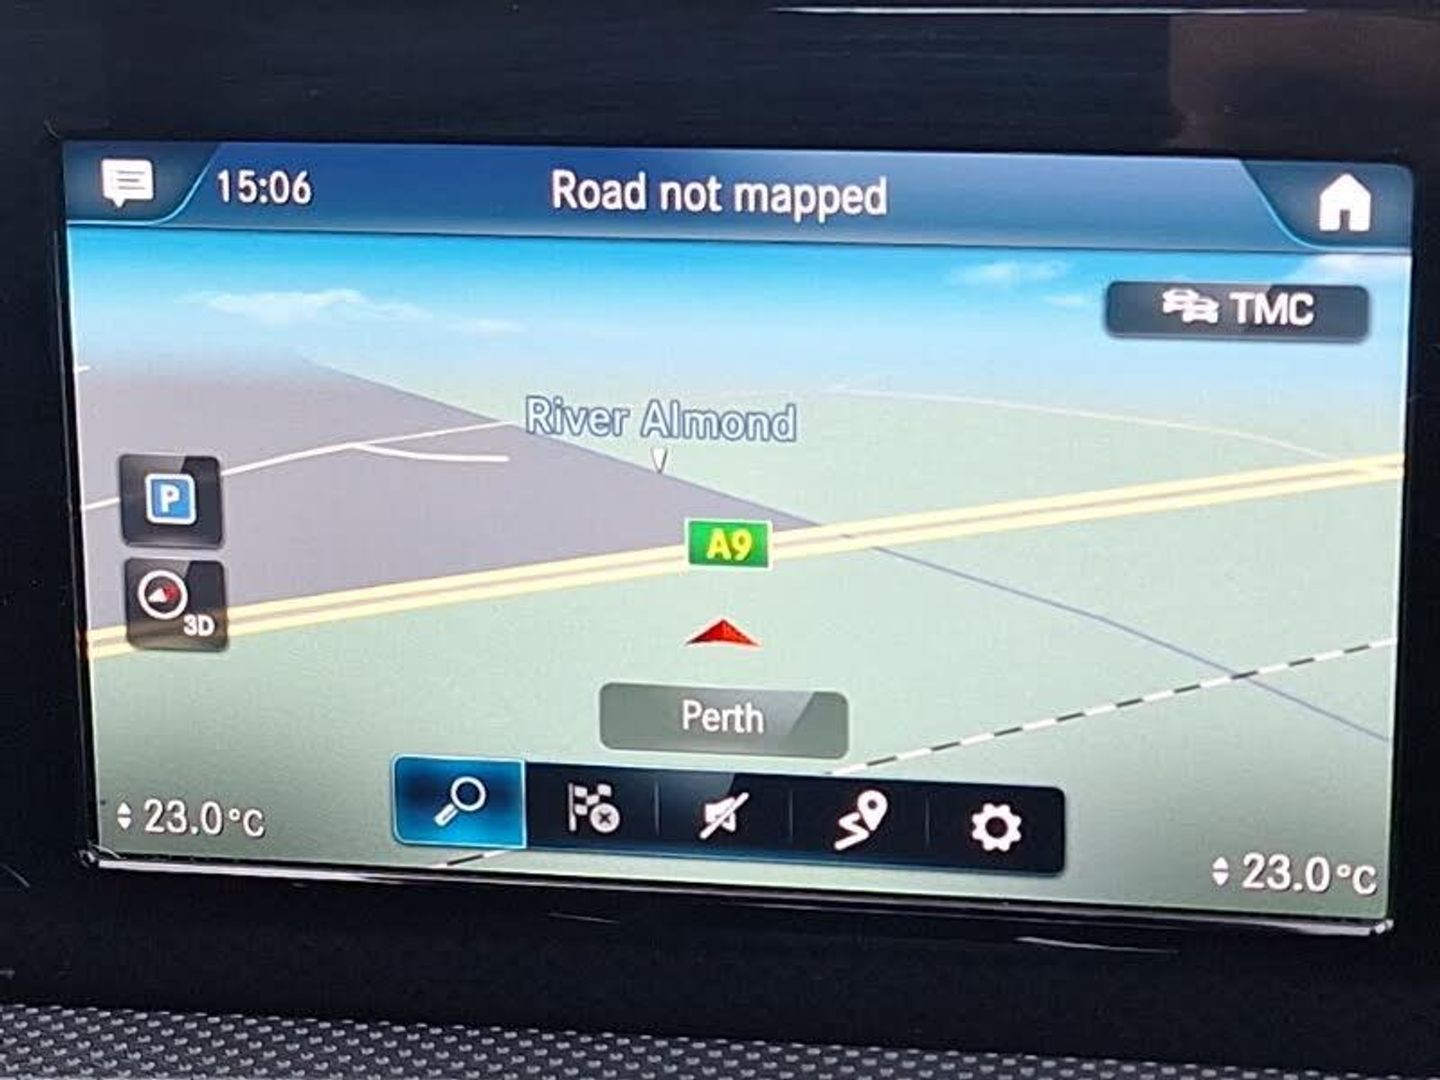 15:06
Road not mapped
TMC
River Almond
P
A9
3D
Perth
23.0°C
23.0°C